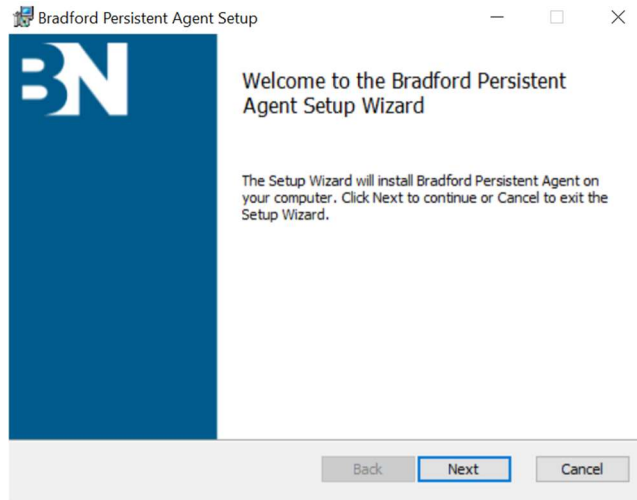 Bradford Persistent Agent Setup
BN
Welcome to the Bradford Persistent
Agent Setup Wizard
The Setup Wizard will install Bradford Persistent Agent on
your computer. Click Next to continue or Cancel to exit the
Setup Wizard.
Back Next Cancel